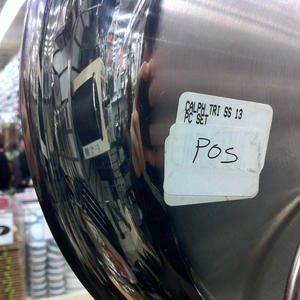 CALPH TRI SS 13
PC SET
POS